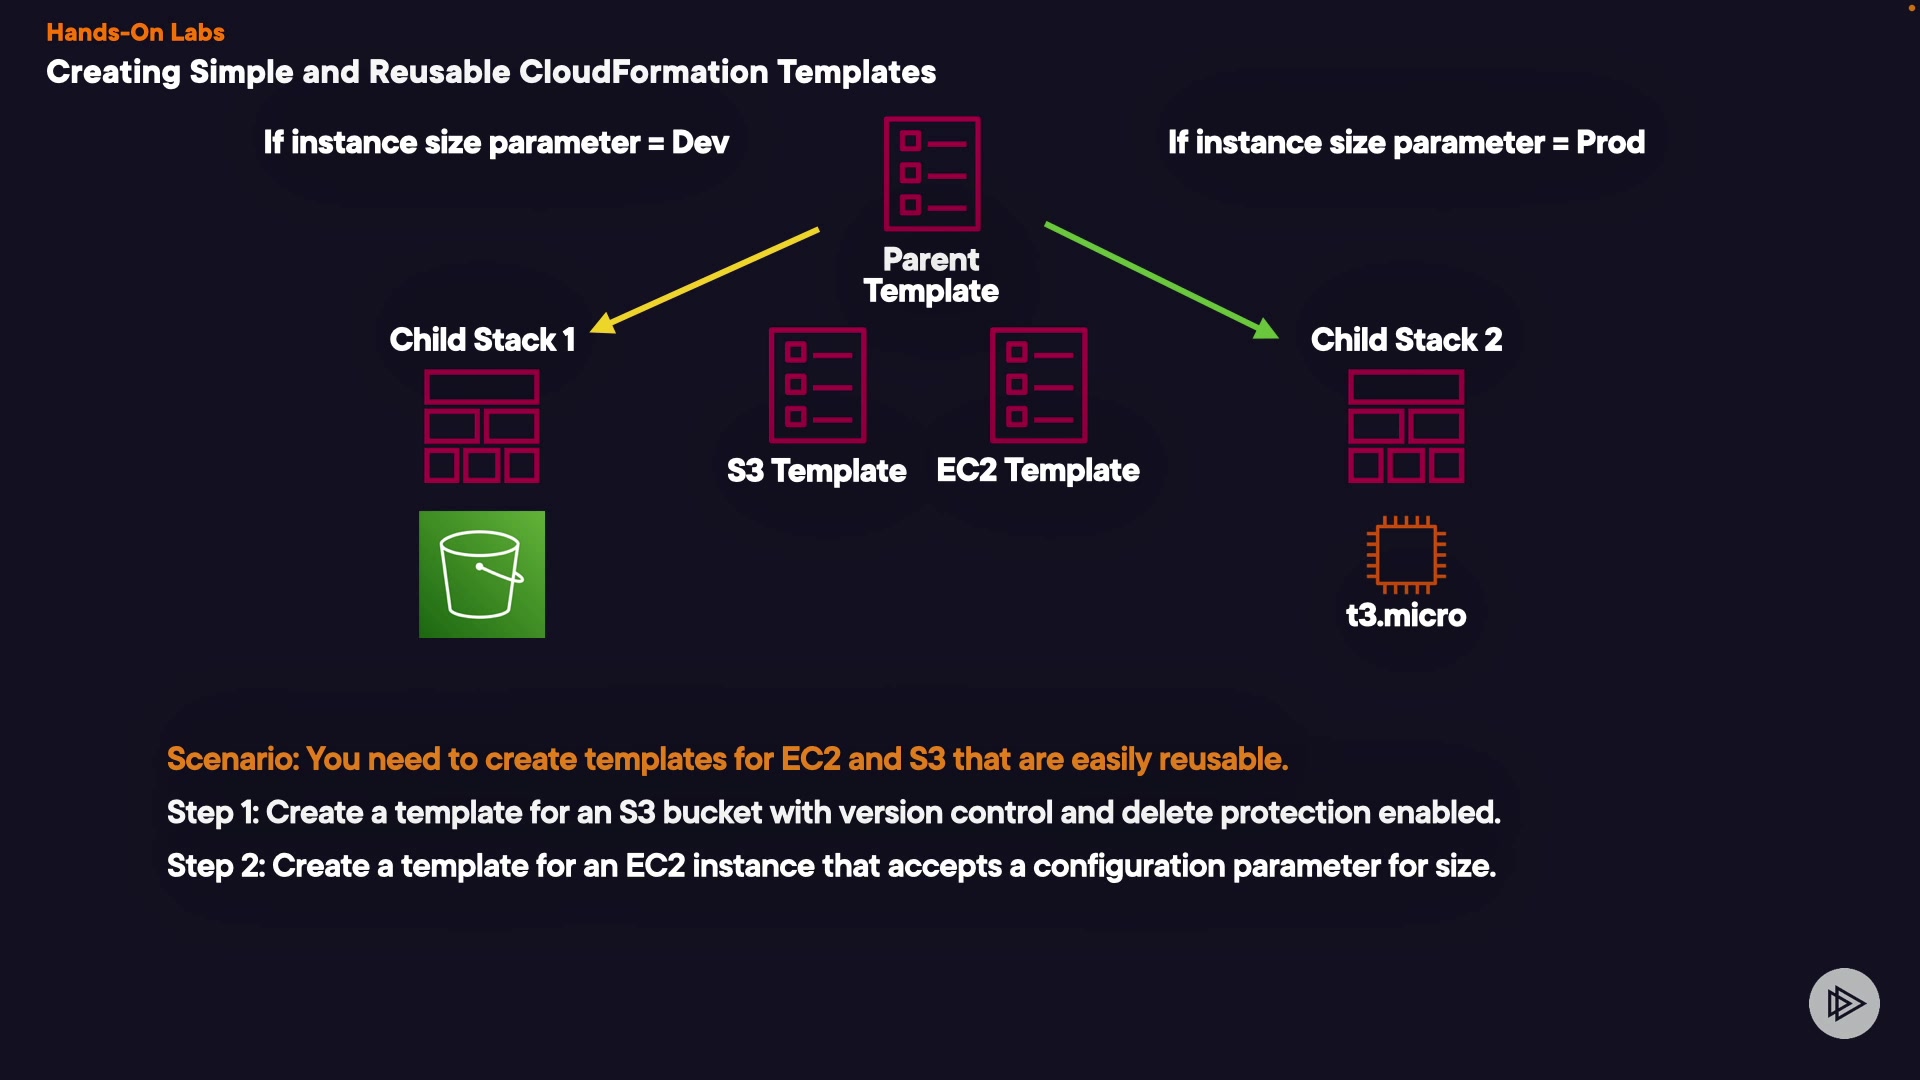 Hands-On Labs
Creating Simple and Reusable CloudFormation Templates
If instance size parameter = Dev
If instance size parameter = Prod
Parent
Template
Child Stack 1
Child Stack 2
S3 Template
EC2 Template
t3.micro
Scenario: You need to create templates for EC2 and S3 that are easily reusable.
Step 1: Create a template for an S3 bucket with version control and delete protection enabled.
Step 2: Create a template for an EC2 instance that accepts a configuration parameter for size.